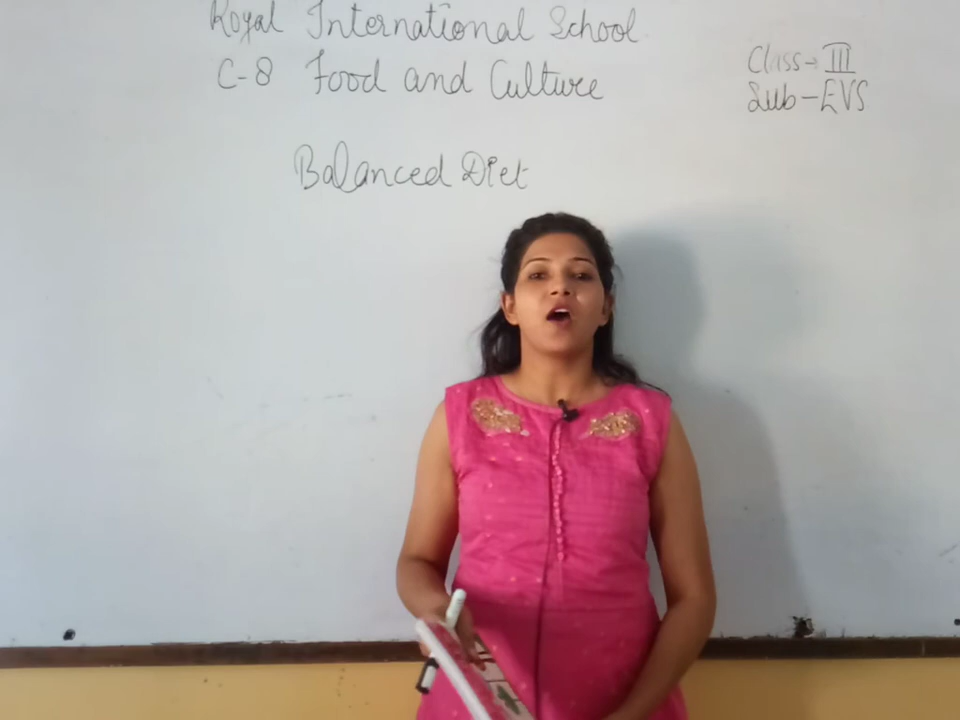 Royal International School
C-8 Food and Culture
Class → III
Sub - EVS
Balanced Diet